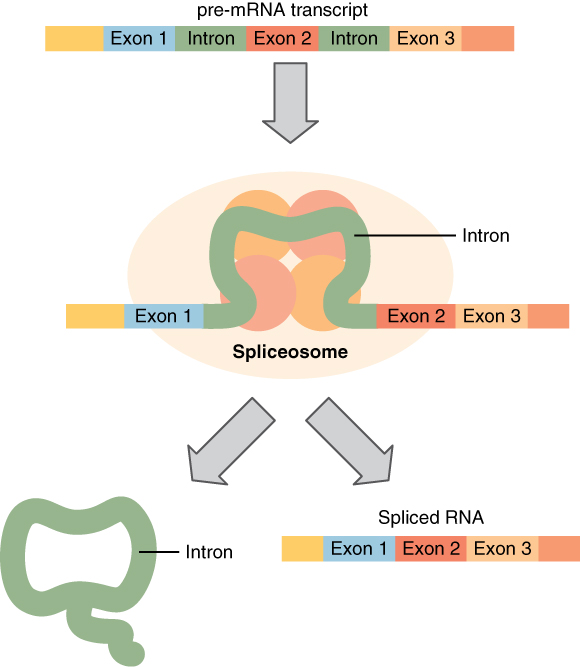 pre-mRNA transcript
Exon 1 Intron Exon 2 Intron Exon 3
Intron
Exon 1 Exon 2 Exon 3
Spliceosome
Spliced RNA
Intron
Exon 1 Exon 2 Exon 3